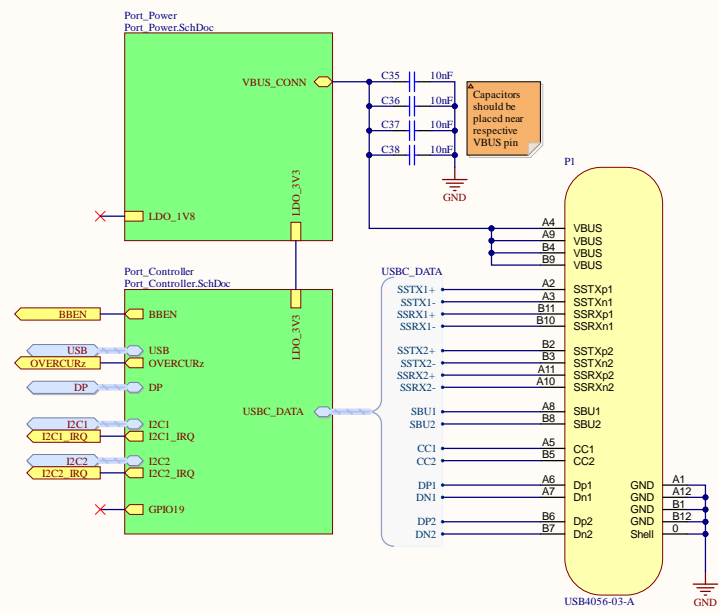 Port_Power
Port_Power.SchDoc
VBUS_CONN
LDO_3V3
LDO_1V8
C35 10nF
C36 10nF
C37 10nF
C38 10nF
GND
Capacitors
should be
placed near
respective
VBUS pin
Port_Controller
Port_Controller.SchDoc
LDO_3V3
BBEN BBEN
USB USB
OVERCURz OVERCURz
DP DP
I2C1 I2C1
I2C1_IRQ I2C1_IRQ
I2C2 I2C2
I2C2_IRQ I2C2_IRQ
GPIO19
USBC_DATA
USBC_DATA
P1
A4 VBUS
A9 VBUS
B4 VBUS
B9 VBUS
SSTX1+ A2 SSTXp1
SSTX1- A3 SSTXn1
SSRX1+ B11 SSRXp1
SSRX1- B10 SSRXn1
SSTX2+ B2 SSTXp2
SSTX2- B3 SSTXn2
SSRX2+ A11 SSRXp2
SSRX2- A10 SSRXn2
SBU1 A8 SBU1
SBU2 B8 SBU2
CC1 A5 CC1
CC2 B5 CC2
DP1 A6 Dp1 GND A1
DN1 A7 Dn1 GND A12
GND B1
DP2 B6 Dp2 GND B12
DN2 B7 Dn2 Shell 0
USB4056-03-A
GND